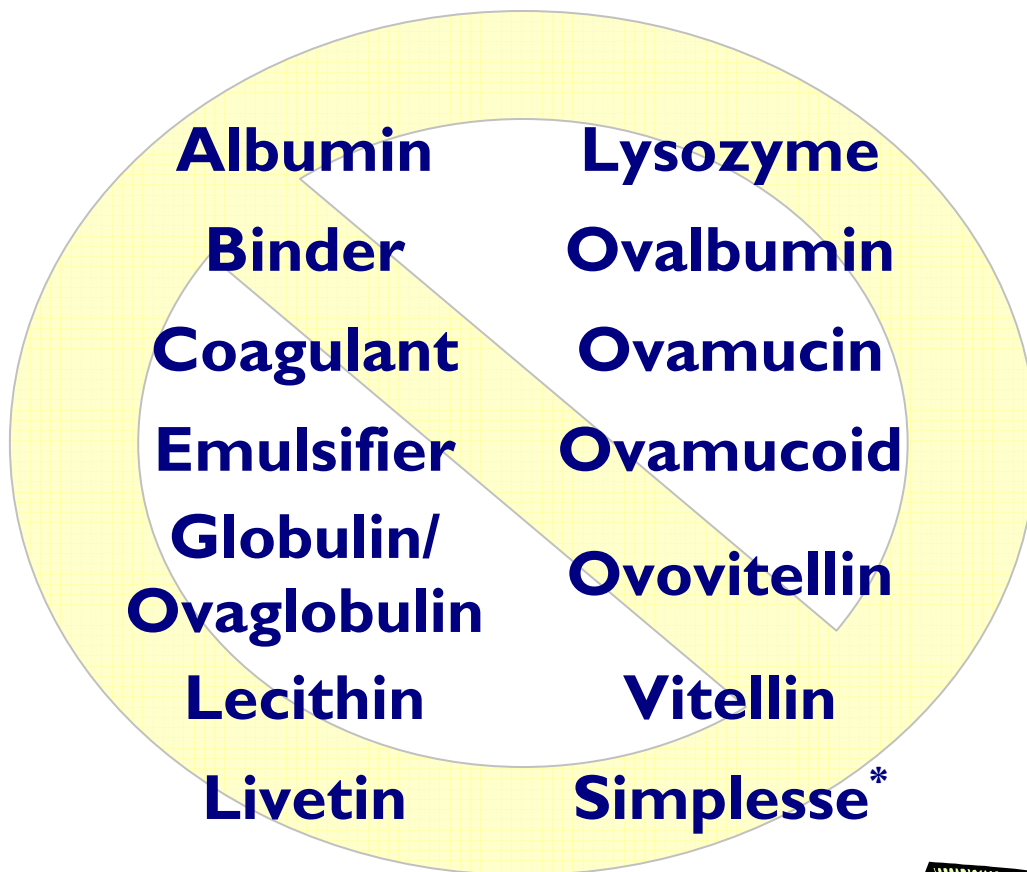 Albumin Lysozyme
Binder Ovalbumin
Coagulant Ovamucin
Emulsifier Ovamucoid
Globulin/
Ovaglobulin Ovovitellin
Lecithin Vitellin
Livetin Simplesse*